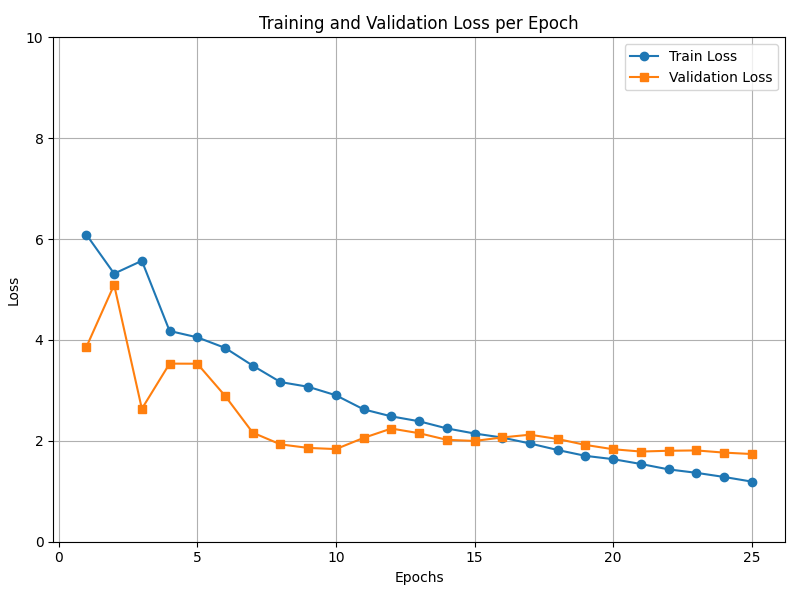 Training and Validation Loss per Epoch
Train Loss
Validation Loss
Loss
10
8
6
4
2
0
0 5 10 15 20 25
Epochs